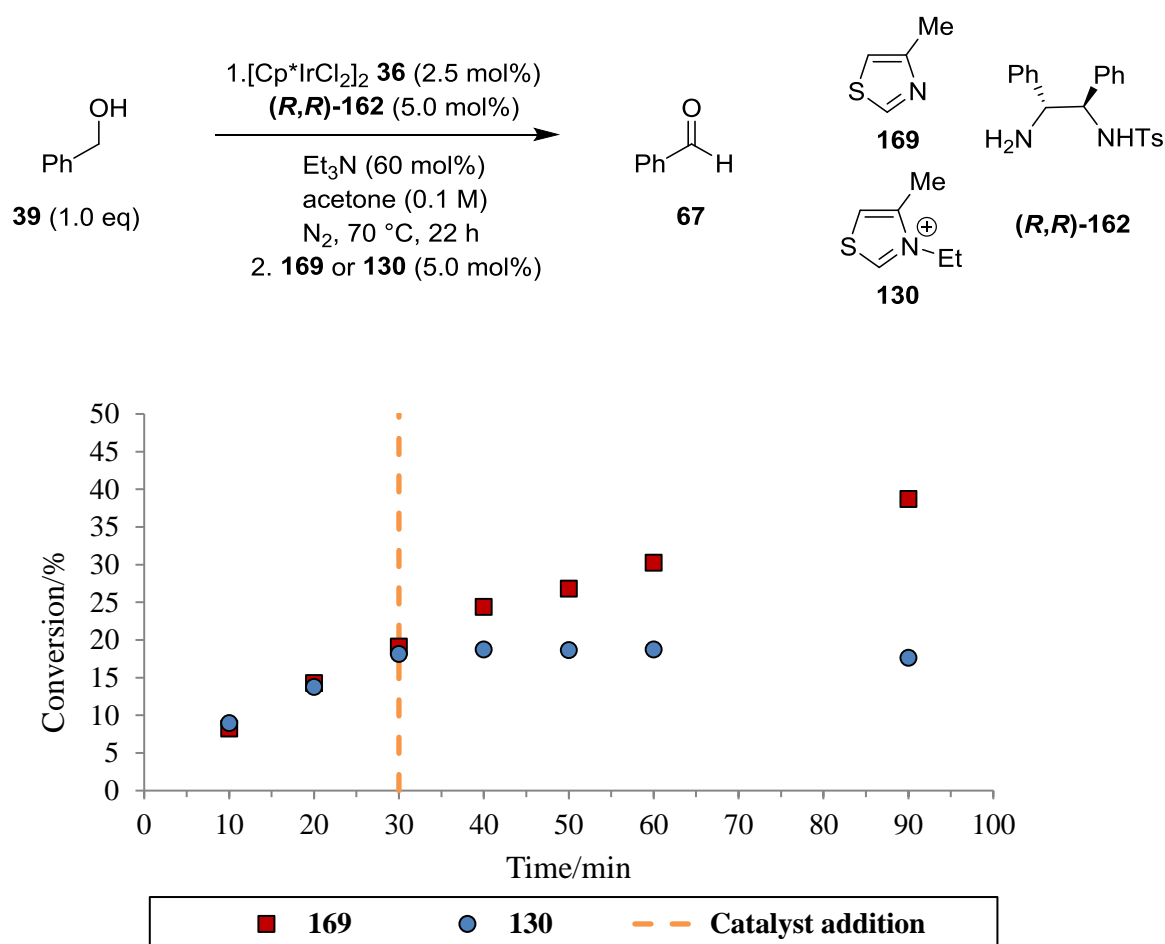 1.[Cp*IrCl2]2 36 (2.5 mol%)
(R,R)-162 (5.0 mol%)
Et3N (60 mol%)
acetone (0.1 M)
N2, 70 °C, 22 h
2. 169 or 130 (5.0 mol%)
OH
Ph
39 (1.0 eq)
O
Ph H
67
Me
S N
169
Me
S N + Et
130
Ph Ph
H2N NHTs
(R,R)-162
Conversion/%
50
45
40
35
30
25
20
15
10
5
0
0 10 20 30 40 50 60 70 80 90 100
Time/min
169 130 Catalyst addition